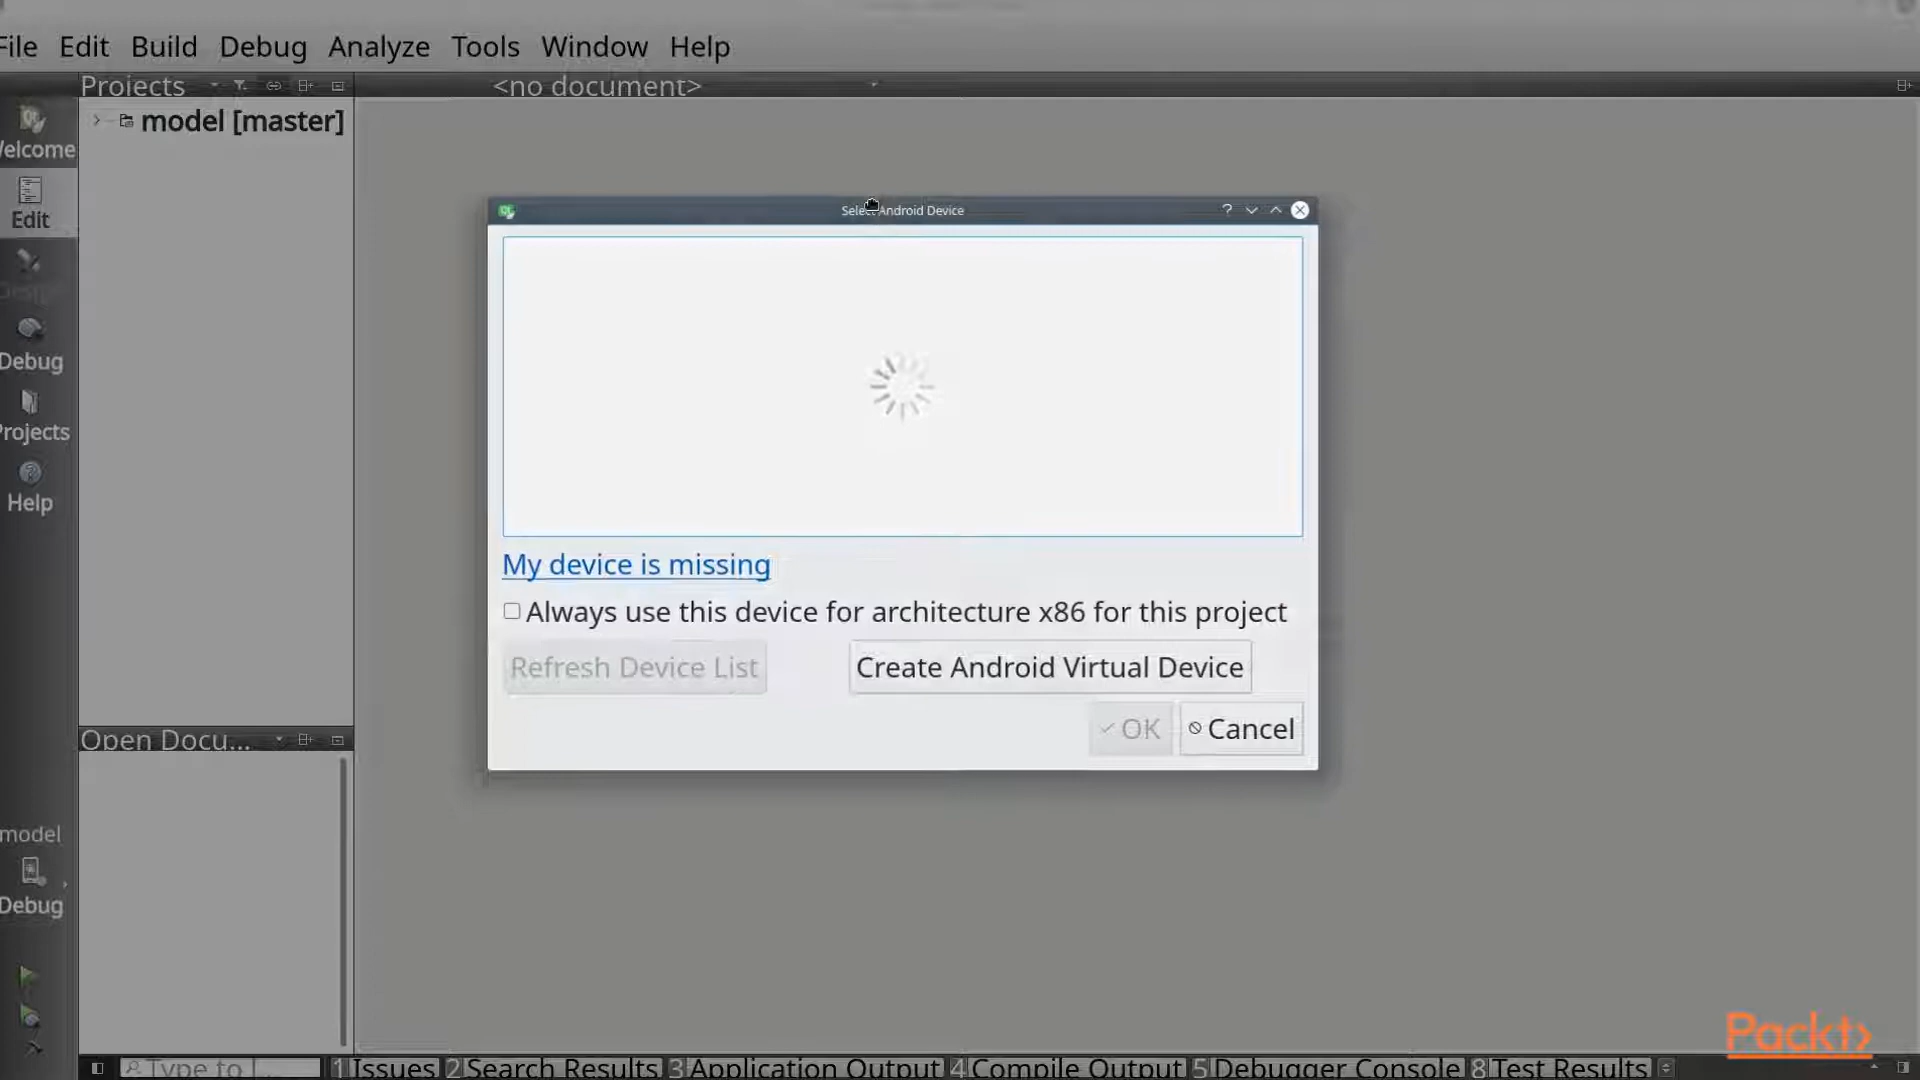 File Edit Build Debug Analyze Tools Window Help
Projects
<no document>
model [master]
Welcome
Edit
Design
Debug
Projects
Help
Select Android Device
My device is missing
Always use this device for architecture x86 for this project
Refresh Device List
Create Android Virtual Device
OK
Cancel
Open Docu...
model
Debug
Type to
1 Issues 2 Search Results 3 Application Output 4 Compile Output 5 Debugger Console 8 Test Results
Packt>